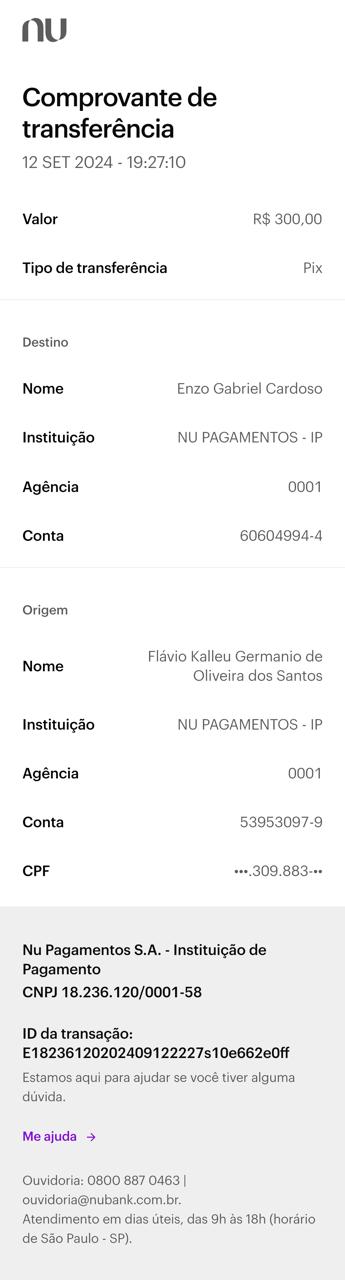 nu
Comprovante de
transferência
12 SET 2024 - 19:27:10
Valor R$ 300,00
Tipo de transferência Pix
Destino
Nome Enzo Gabriel Cardoso
Instituição NU PAGAMENTOS - IP
Agência 0001
Conta 60604994-4
Origem
Nome Flávio Kalleu Germanio de
Oliveira dos Santos
Instituição NU PAGAMENTOS - IP
Agência 0001
Conta 53953097-9
CPF •••.309.883-••
Nu Pagamentos S.A. - Instituição de
Pagamento
CNPJ 18.236.120/0001-58
ID da transação:
E18236120202409122227s10e662e0ff
Estamos aqui para ajudar se você tiver alguma
dúvida.
Me ajuda →
Ouvidoria: 0800 887 0463 |
ouvidoria@nubank.com.br.
Atendimento em dias úteis, das 9h às 18h (horário
de São Paulo - SP).